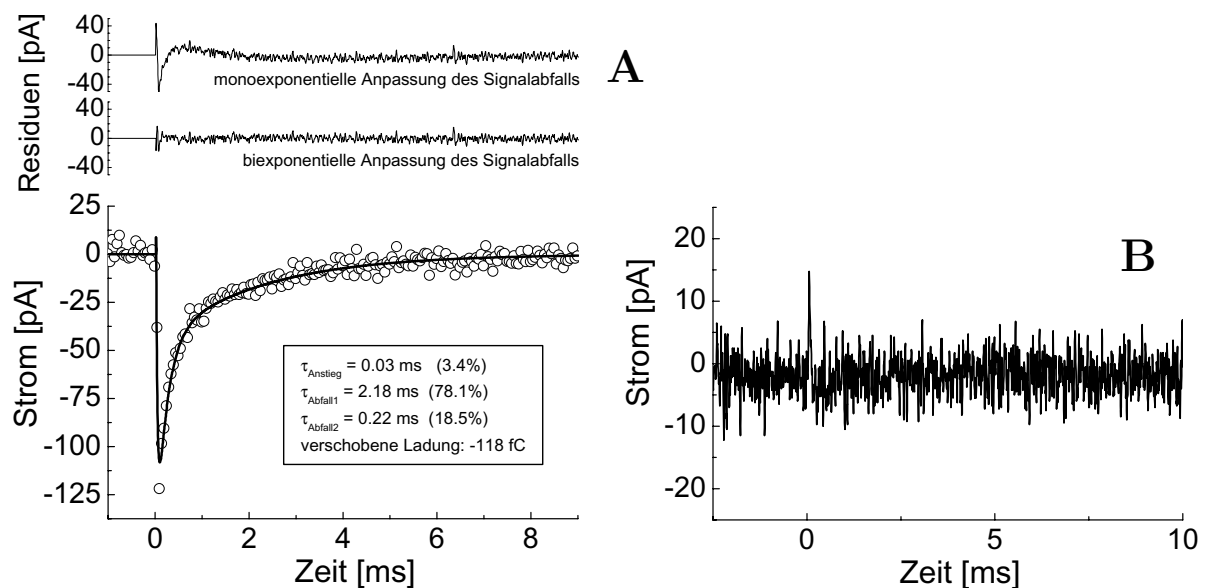 40
0
-40
monoexponentielle Anpassung des Signalabfalls
A
40
0
-40
biexponentielle Anpassung des Signalabfalls
Residuen [pA]
25
0
-25
-50
-75
-100
-125
Strom [pA]
τAnstieg = 0.03 ms (3.4%)
τAbfall1 = 2.18 ms (78.1%)
τAbfall2 = 0.22 ms (18.5%)
verschobene Ladung: -118 fC
0 2 4 6 8
Zeit [ms]
B
20
10
0
-10
-20
Strom [pA]
0 5 10
Zeit [ms]